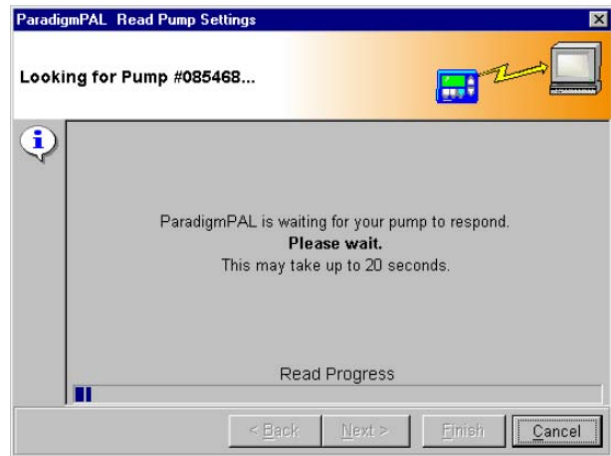 ParadigmPAL Read Pump Settings
Looking for Pump #085468...
ParadigmPAL is waiting for your pump to respond.
Please wait.
This may take up to 20 seconds.
Read Progress
< Back Next > Finish Cancel